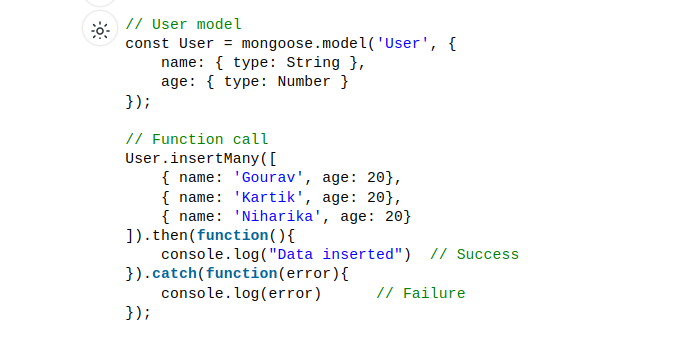 // User model
const User = mongoose.model('User', {
    name: { type: String },
    age: { type: Number }
});

// Function call
User.insertMany([
    { name: 'Gourav', age: 20},
    { name: 'Kartik', age: 20},
    { name: 'Niharika', age: 20}
]).then(function(){
    console.log("Data inserted")  // Success
}).catch(function(error){
    console.log(error)      // Failure
});